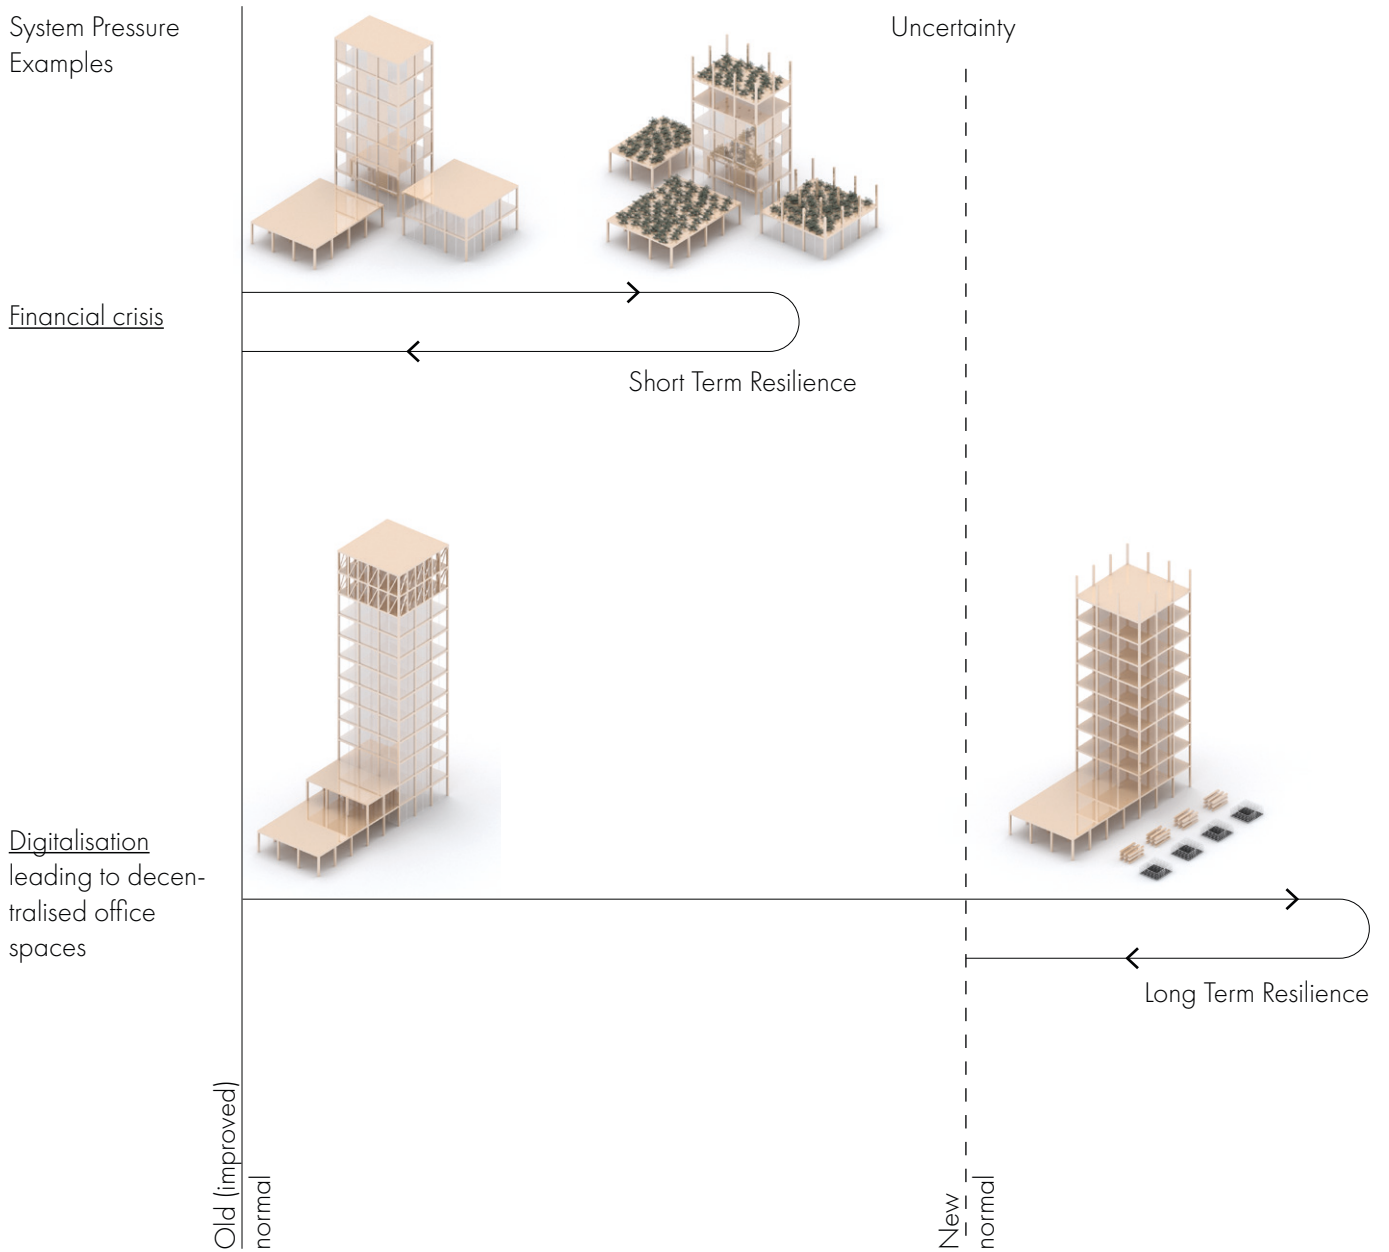 System Pressure
Examples
Uncertainty
Financial crisis
Short Term Resilience
Digitalisation
leading to decen-
tralised office
spaces
Long Term Resilience
Old (improved)
normal
New
normal